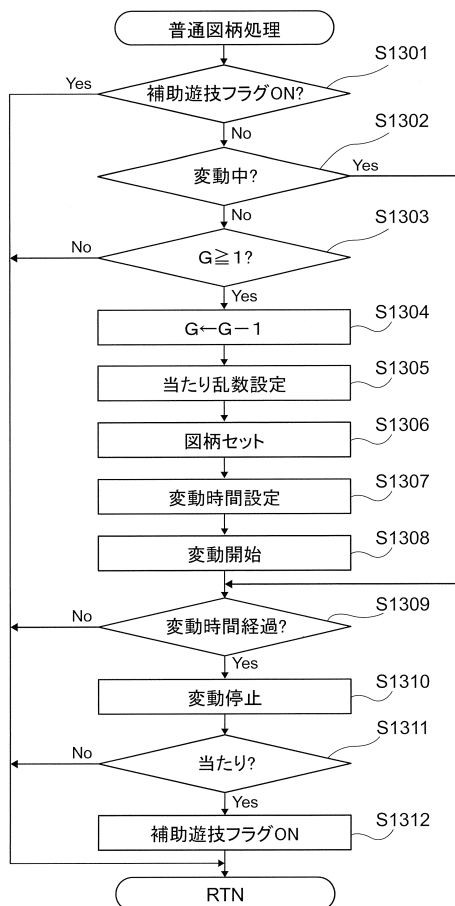 普通図柄処理
S1301
Yes
補助遊技フラグON?
No
S1302
変動中?
Yes
No
S1303
No
G≧1?
Yes
S1304
G←G−1
S1305
当たり乱数設定
S1306
図柄セット
S1307
変動時間設定
S1308
変動開始
S1309
No
変動時間経過?
Yes
S1310
変動停止
S1311
No
当たり?
Yes
S1312
補助遊技フラグON
RTN